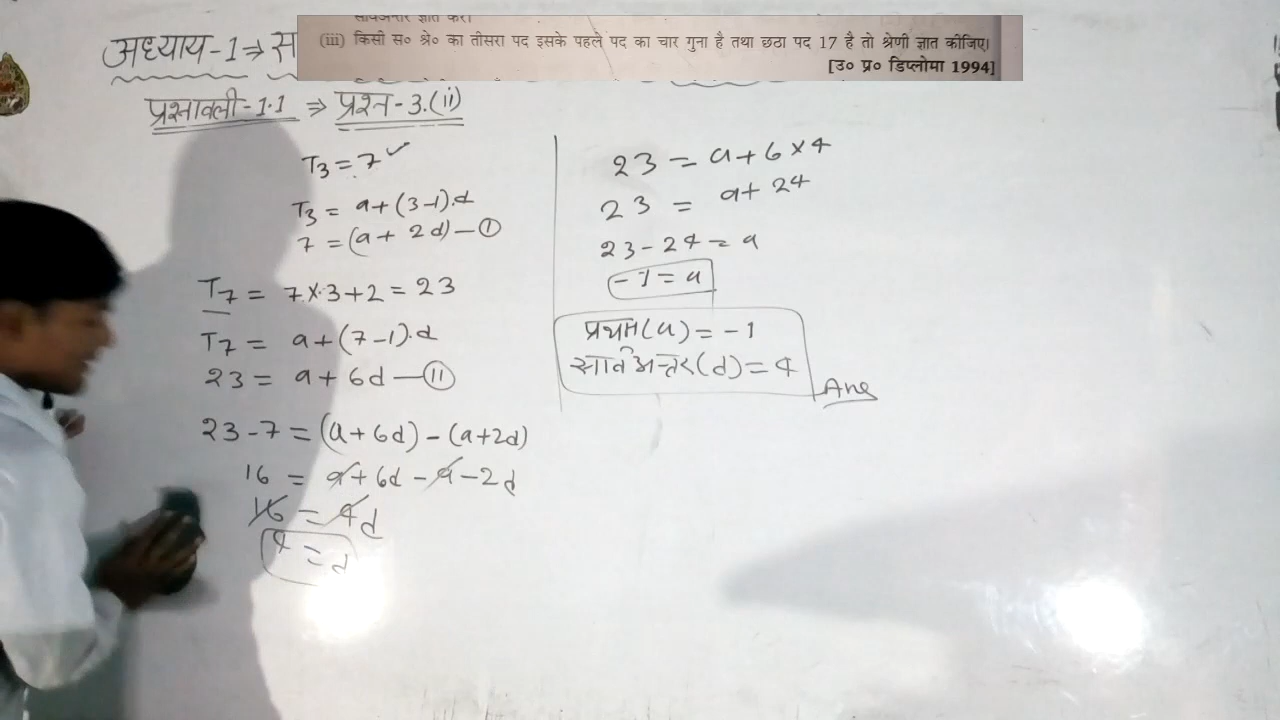 (iii) किसी स० श्रे० का तीसरा पद इसके पहले पद का चार गुना है तथा छठा पद 17 है तो श्रेणी ज्ञात कीजिए।
[उ० प्र० डिप्लोमा 1994]
अध्याय-1 ⇒ स
प्रश्नावली-1.1 ⇒ प्रश्न-3.(ii)
T₃ = 7 ✓
T₃ = a+(3-1).d
7 = (a + 2d) — ①
T₇ = 7×3+2 = 23
T₇ = a+(7-1).d
23 = a + 6d — ⑪
23-7 = (a+6d) - (a+2d)
16 = a+6d-a-2d
16 = 4d
4 = d
23 = a+6×4
23 = a+24
23-24 = a
-1 = a
प्रथम(a) = -1
सार्वअन्तर(d) = 4
Ans